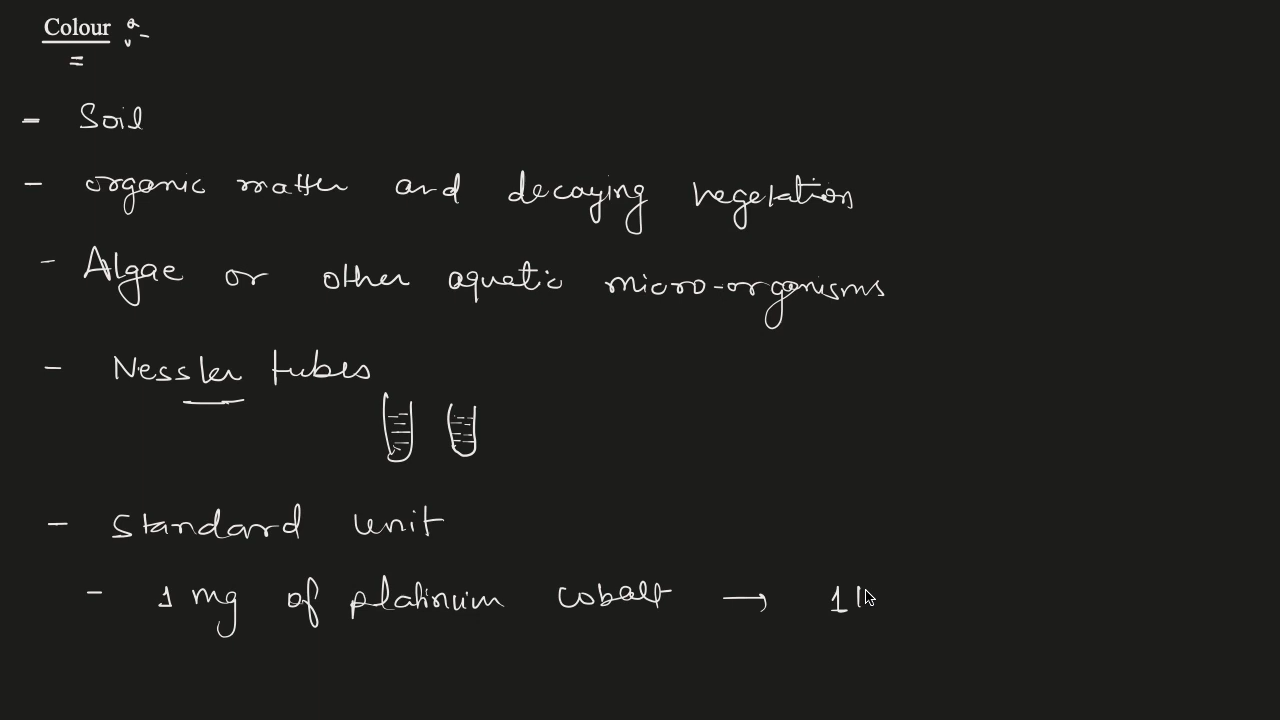 Colour :-
- Soil
- organic matter and decaying vegetation
- Algae or other aquatic micro-organisms
- Nessler tubes
- standard unit
- 1 mg of platinum cobalt → 1